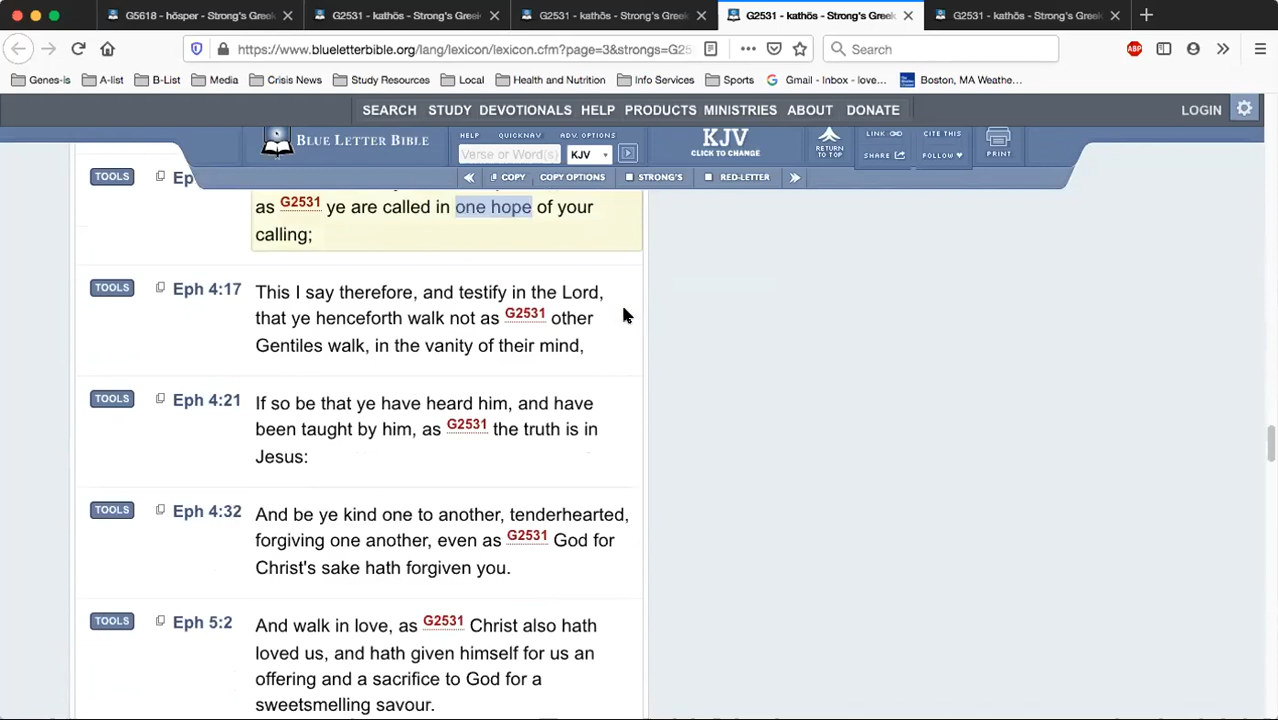 G5618 - hōsper - Strong's Greek
G2531 - kathōs - Strong's Greek
G2531 - kathōs - Strong's Greek
G2531 - kathōs - Strong's Greek
G2531 - kathōs - Strong's Greek
https://www.blueletterbible.org/lang/lexicon/lexicon.cfm?page=3&strongs=G25
Search
ABP
Genes-is
A-list
B-List
Media
Crisis News
Study Resources
Local
Health and Nutrition
Info Services
Sports
Gmail - Inbox - love...
Boston, MA Weathe...
SEARCH STUDY DEVOTIONALS HELP PRODUCTS MINISTRIES ABOUT DONATE
LOGIN
BLUE LETTER BIBLE
HELP QUICKNAV ADV. OPTIONS
Verse or Word(s) KJV
KJV
CLICK TO CHANGE
RETURN
TO TOP
LINK
SHARE
CITE THIS
FOLLOW
PRINT
COPY COPY OPTIONS STRONG'S RED-LETTER
TOOLS Ep
as G2531 ye are called in one hope of your
calling;
TOOLS Eph 4:17 This I say therefore, and testify in the Lord,
that ye henceforth walk not as G2531 other
Gentiles walk, in the vanity of their mind,
TOOLS Eph 4:21 If so be that ye have heard him, and have
been taught by him, as G2531 the truth is in
Jesus:
TOOLS Eph 4:32 And be ye kind one to another, tenderhearted,
forgiving one another, even as G2531 God for
Christ's sake hath forgiven you.
TOOLS Eph 5:2 And walk in love, as G2531 Christ also hath
loved us, and hath given himself for us an
offering and a sacrifice to God for a
sweetsmelling savour.